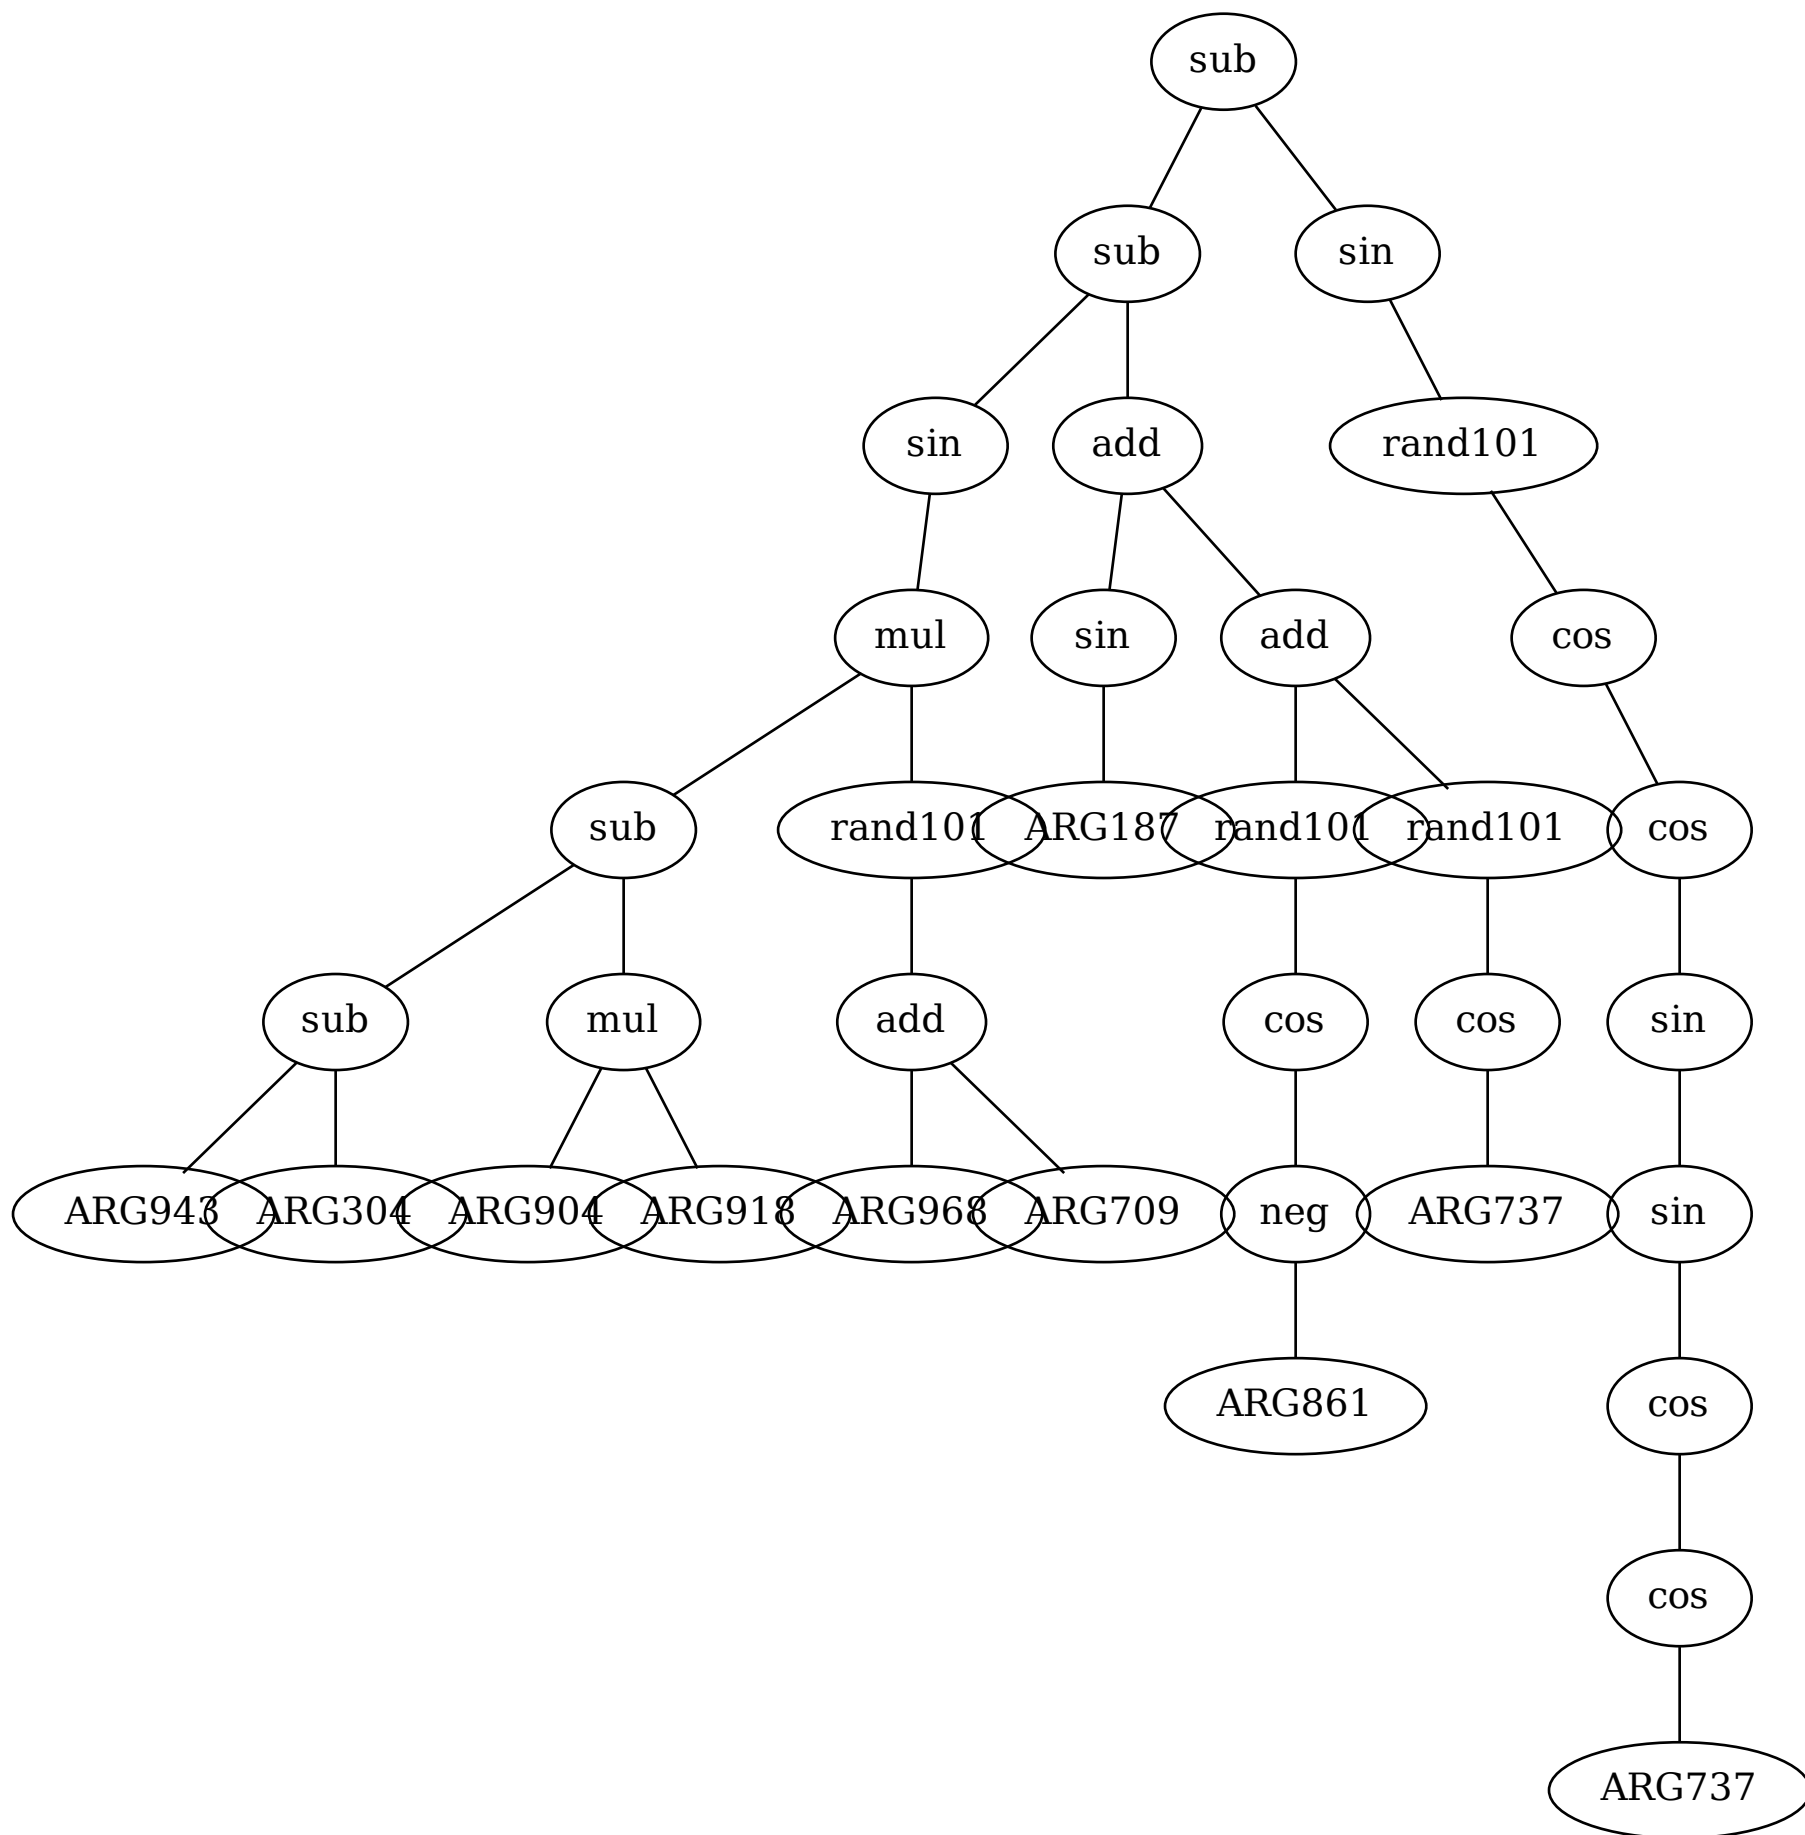 sub
sub sin
sin add rand101
mul sin add cos
sub rand101 ARG187 rand101 rand101 cos
sub mul add cos cos sin
ARG943 ARG304 ARG904 ARG918 ARG968 ARG709 neg ARG737 sin
ARG861 cos
cos
ARG737